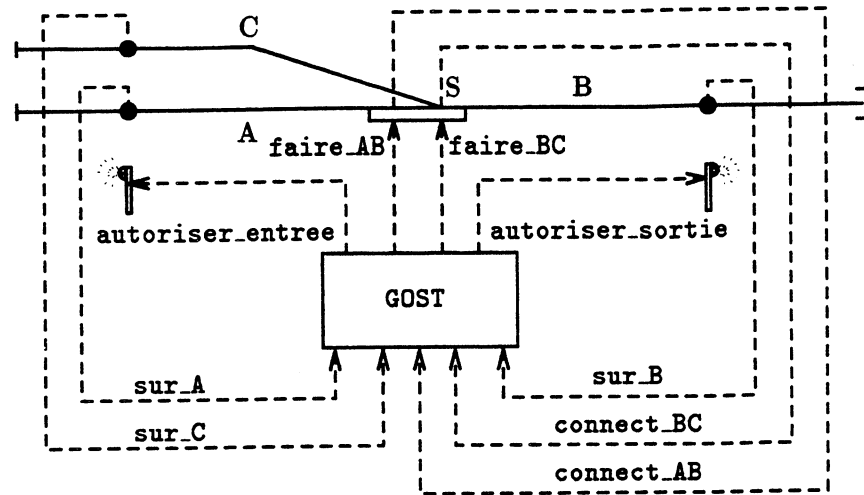 C
S
B
A
faire_AB
faire_BC
autoriser_entree
autoriser_sortie
GOST
sur_A
sur_B
sur_C
connect_BC
connect_AB